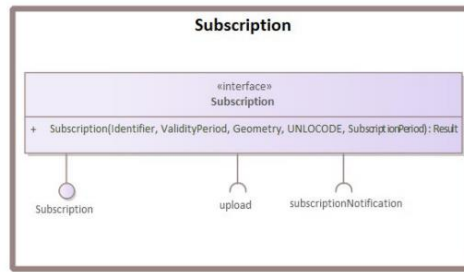 Subscription
«interface»
Subscription
+ Subscription(Identifier, ValidityPeriod, Geometry, UNLOCODE, SubscriptionPeriod): Result
Subscription
upload
subscriptionNotification